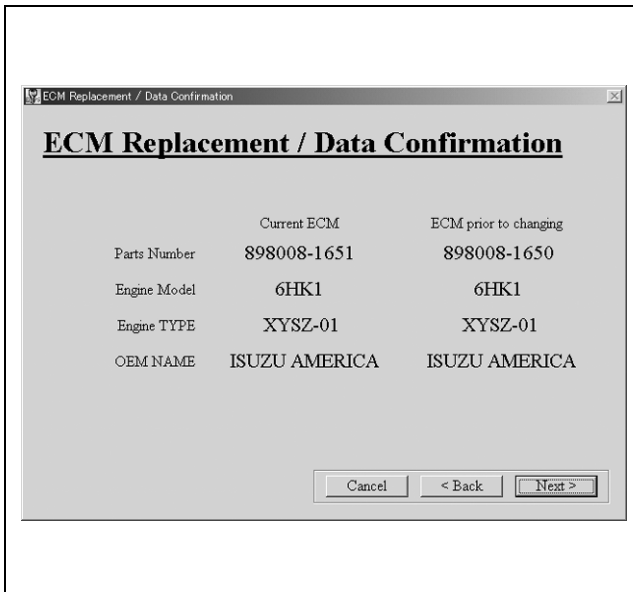 ECM Replacement / Data Confirmation
ECM Replacement / Data Confirmation
Current ECM ECM prior to changing
Parts Number 898008-1651 898008-1650
Engine Model 6HK1 6HK1
Engine TYPE XYSZ-01 XYSZ-01
OEM NAME ISUZU AMERICA ISUZU AMERICA
Cancel < Back Next >